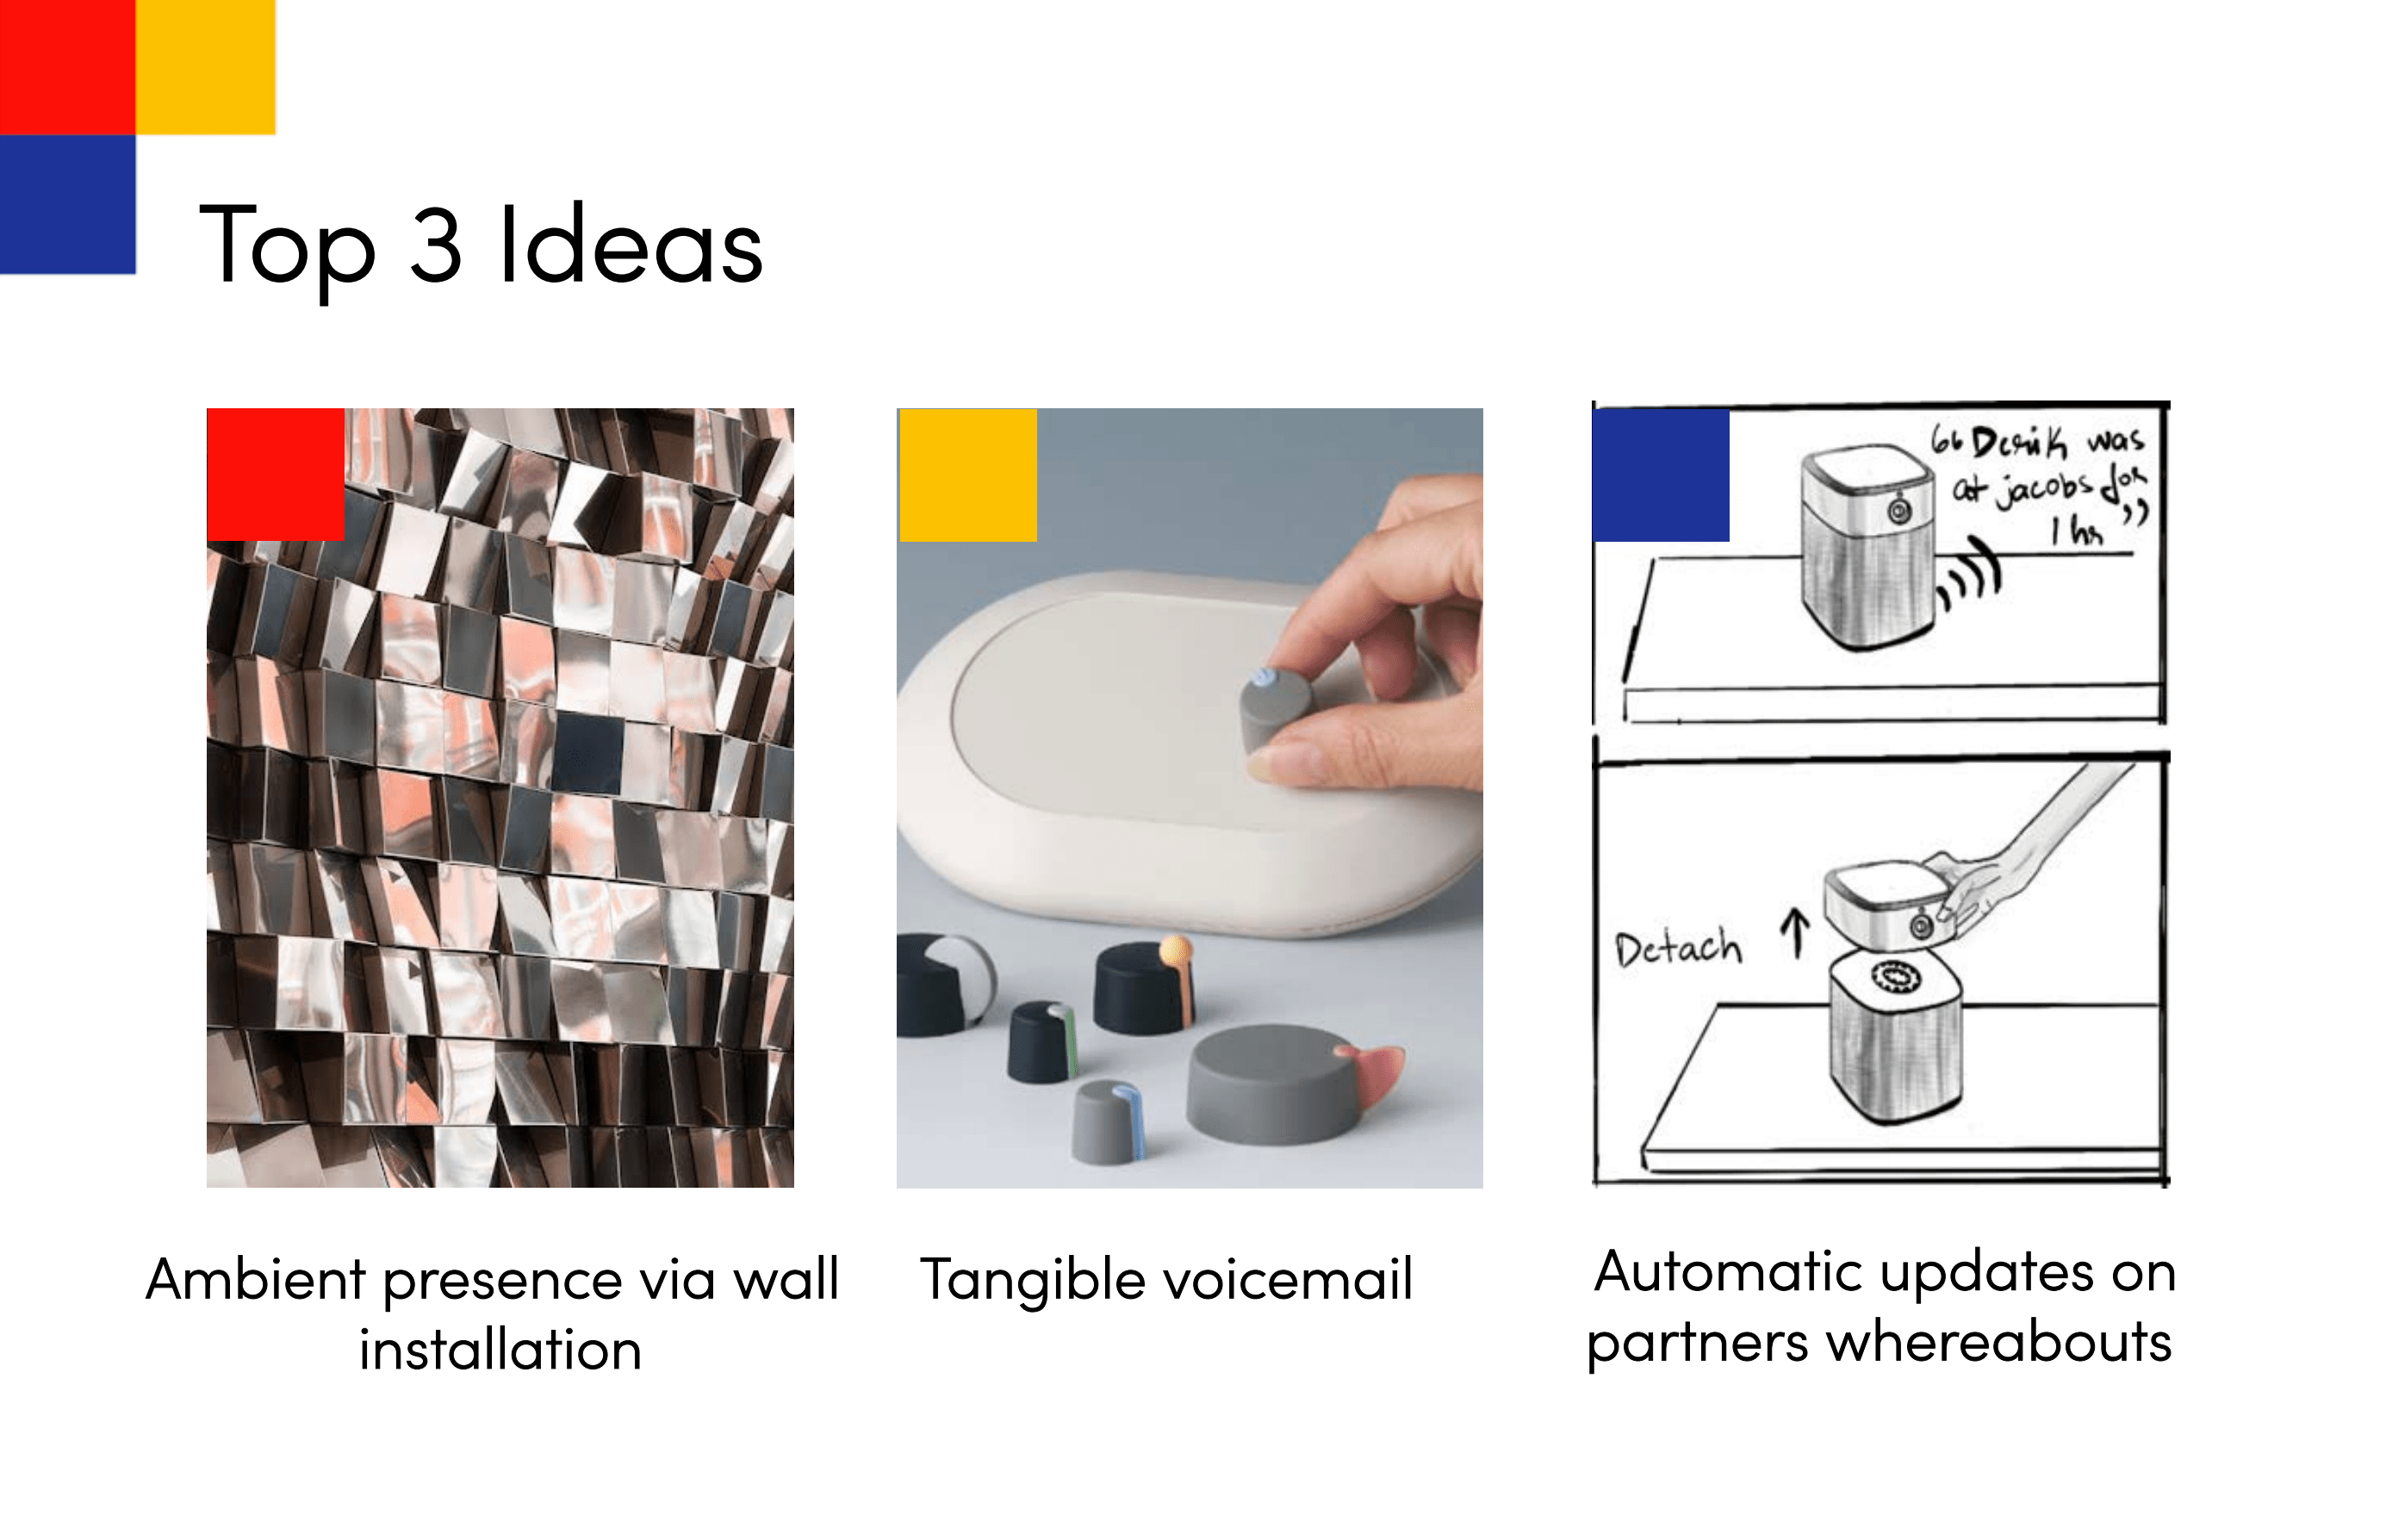 Top 3 Ideas
“Derik was
at jacobs for
1 hr”
Detach
Ambient presence via wall
installation
Tangible voicemail
Automatic updates on
partners whereabouts